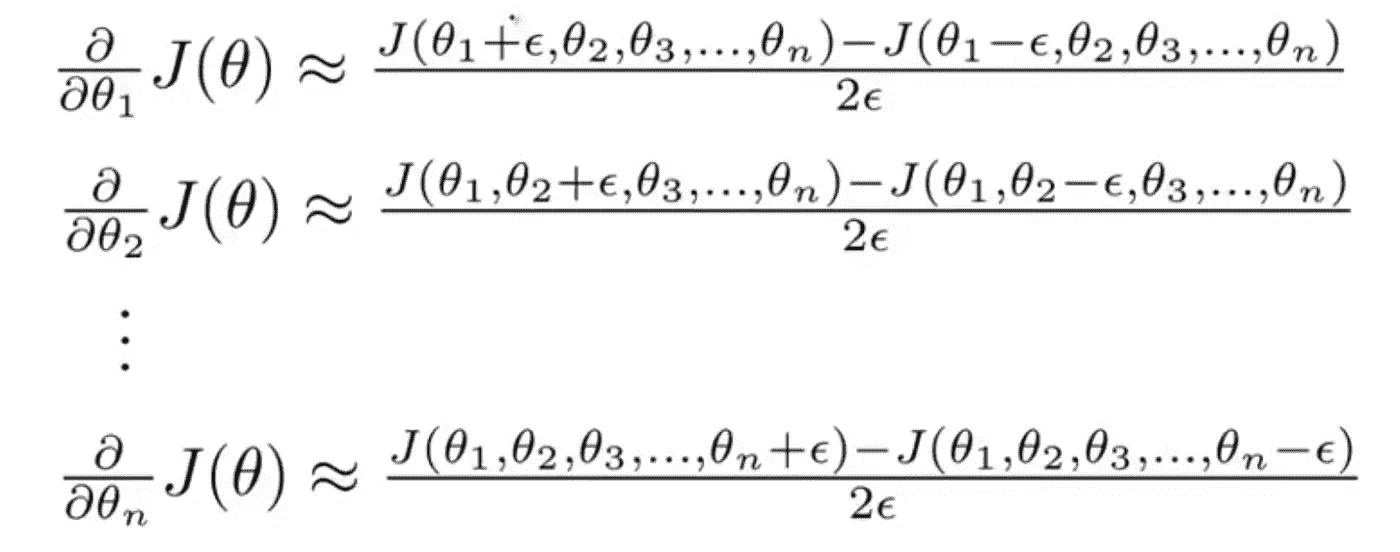 ∂/∂θ₁ J(θ) ≈ J(θ₁+ϵ,θ₂,θ₃,...,θₙ)−J(θ₁−ϵ,θ₂,θ₃,...,θₙ) / 2ϵ
∂/∂θ₂ J(θ) ≈ J(θ₁,θ₂+ϵ,θ₃,...,θₙ)−J(θ₁,θ₂−ϵ,θ₃,...,θₙ) / 2ϵ
⋮
∂/∂θₙ J(θ) ≈ J(θ₁,θ₂,θ₃,...,θₙ+ϵ)−J(θ₁,θ₂,θ₃,...,θₙ−ϵ) / 2ϵ